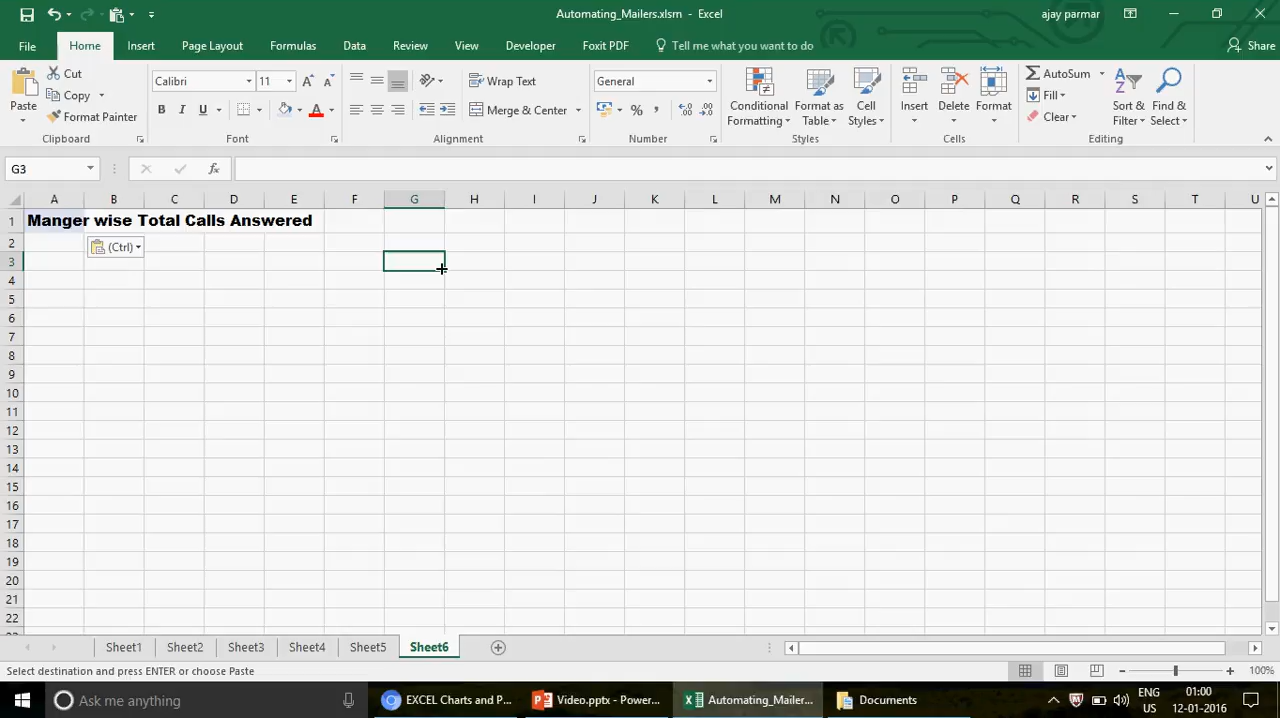 Automating_Mailers.xlsm - Excel
ajay parmar
File Home Insert Page Layout Formulas Data Review View Developer Foxit PDF Tell me what you want to do Share
Paste
Cut
Copy
Format Painter
Clipboard
Calibri 11
B I U A
Font
Wrap Text
Merge & Center
Alignment
General
% ,
Number
Conditional Formatting
Format as Table
Cell Styles
Styles
Insert
Delete
Format
Cells
AutoSum
Fill
Clear
Sort & Filter
Find & Select
Editing
G3 fx
A B C D E F G H I J K L M N O P Q R S T U
1 Manger wise Total Calls Answered
2 (Ctrl)
3
4
5
6
7
8
9
10
11
12
13
14
15
16
17
18
19
20
21
22
Sheet1 Sheet2 Sheet3 Sheet4 Sheet5 Sheet6
Select destination and press ENTER or choose Paste 100%
Ask me anything
EXCEL Charts and P...
Video.pptx - Power...
Automating_Mailer...
Documents
ENG
US
01:00
12-01-2016